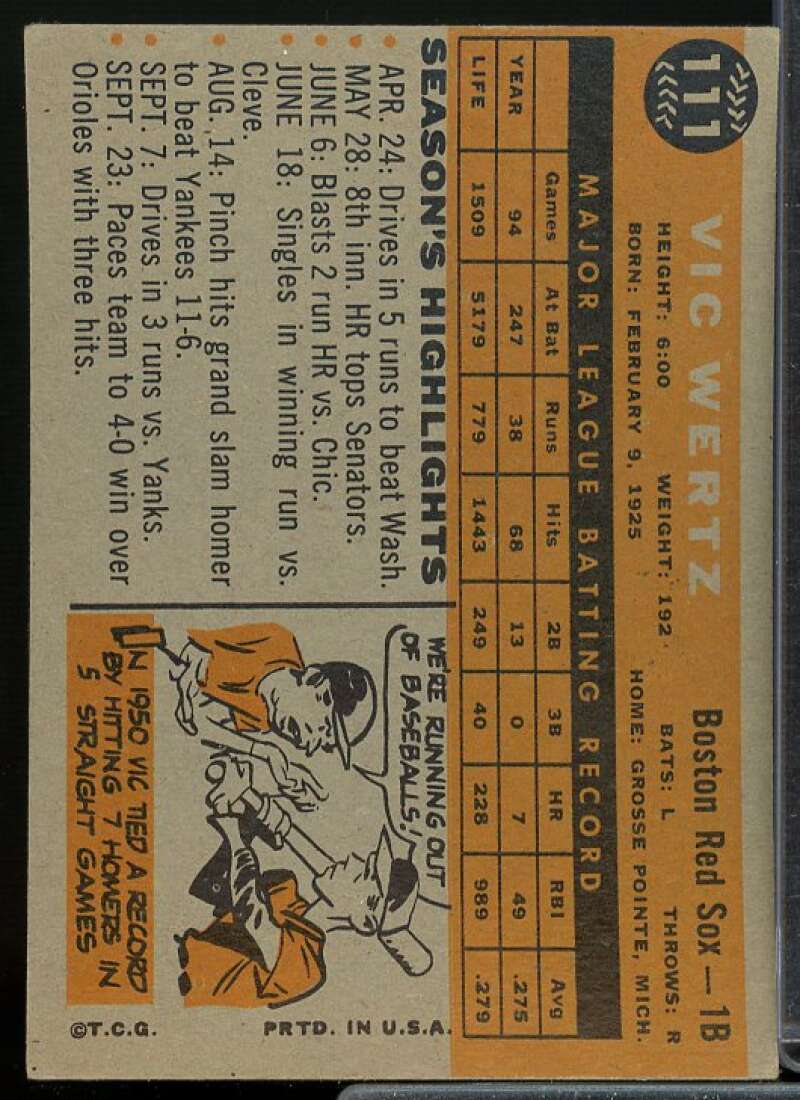 111
VIC WERTZ
Boston Red Sox — 1B
HEIGHT: 6:00 WEIGHT: 192 BATS: L THROWS: R
BORN: FEBRUARY 9, 1925 HOME: GROSSE POINTE, MICH.
MAJOR LEAGUE BATTING RECORD
Games At Bat Runs Hits 2B 3B HR RBI Avg
YEAR 94 247 38 68 13 0 7 49 .275
LIFE 1509 5179 779 1443 249 40 228 989 .279
SEASON'S HIGHLIGHTS
• APR. 24: Drives in 5 runs to beat Wash.
• MAY 28: 8th inn. HR tops Senators.
• JUNE 6: Blasts 2 run HR vs. Chic.
• JUNE 18: Singles in winning run vs.
Cleve.
• AUG. 14: Pinch hits grand slam homer
to beat Yankees 11-6.
• SEPT. 7: Drives in 3 runs vs. Yanks.
• SEPT. 23: Paces team to 4-0 win over
Orioles with three hits.
WE'RE RUNNING OUT
OF BASEBALLS!
IN 1950 VIC TIED A RECORD
BY HITTING 7 HOMERS IN
5 STRAIGHT GAMES
©T.C.G. PRTD. IN U.S.A.